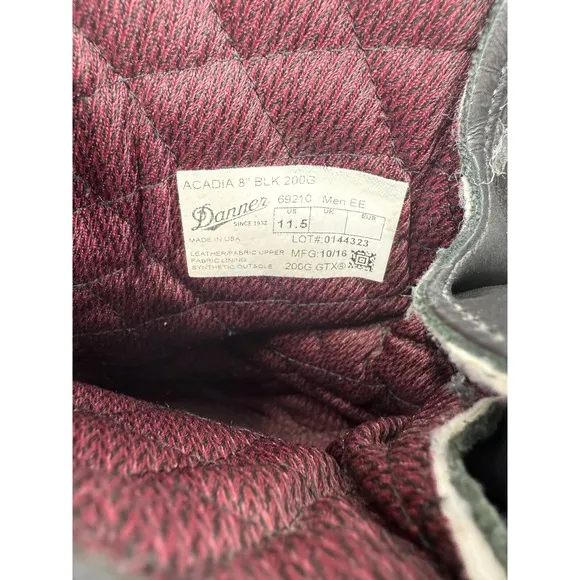 ACADIA 8" BLK 200G
Danner 69210 Men EE
SINCE 1932
US UK EUR
11.5
MADE IN USA LOT#:0144323
LEATHER/FABRIC UPPER MFG:10/16
FABRIC LINING
SYNTHETIC OUTSOLE 200G GTX®